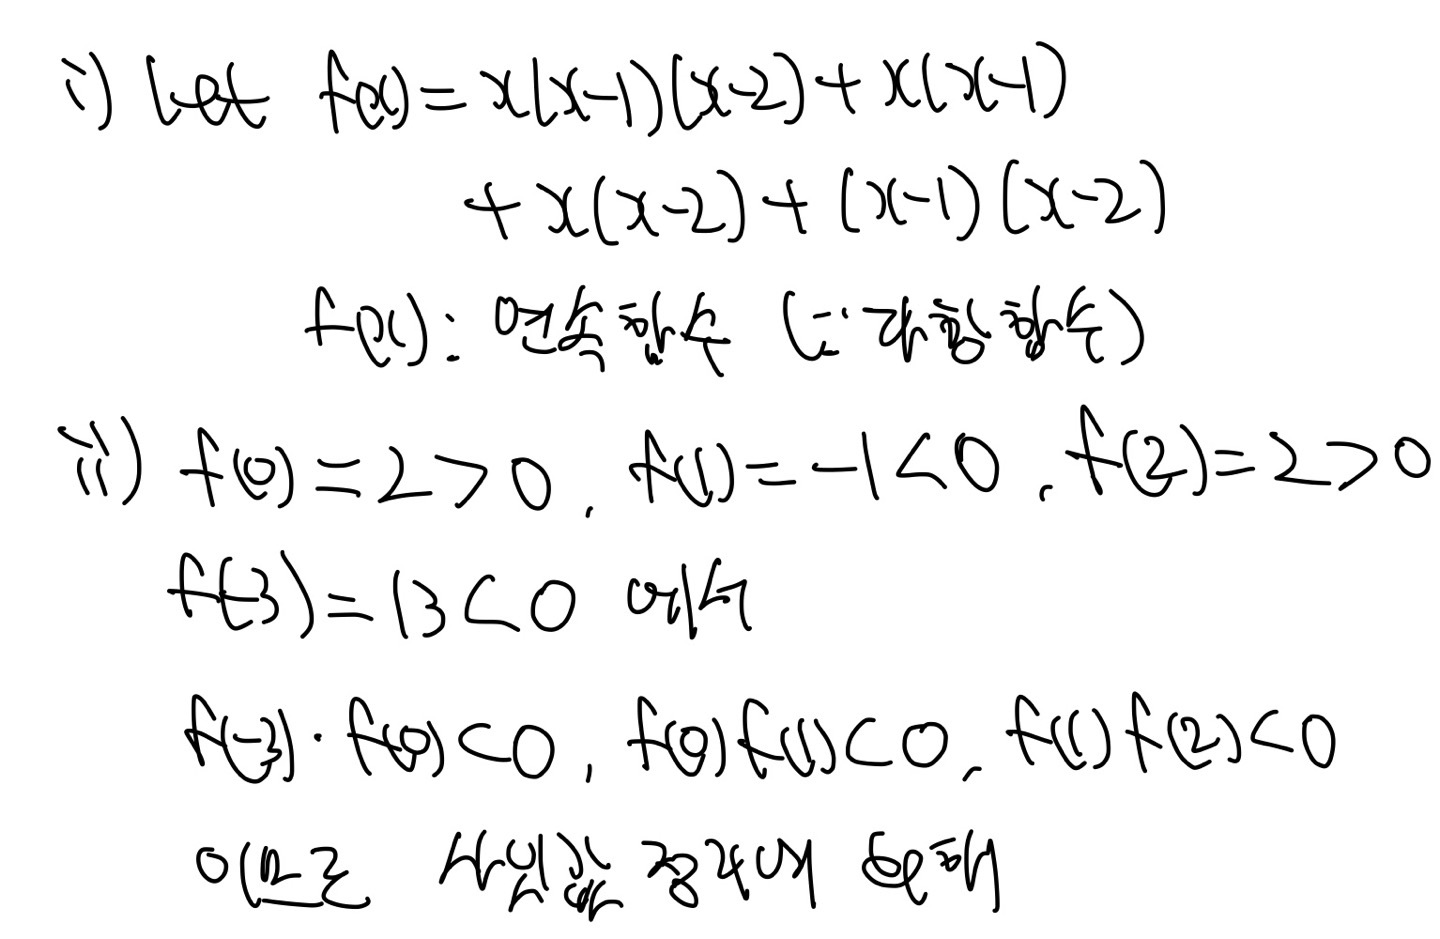 i) Let f(x)=x(x-1)(x-2)+x(x-1)
+x(x-2)+(x-1)(x-2)
f(x): 연속함수 (∵다항함수)
ii) f(0)=2>0, f(1)=-1<0, f(2)=2>0
f(-3)=13<0 에서
f(-3)·f(0)<0, f(0)f(1)<0, f(1)f(2)<0
이므로 사잇값 정리에 의해